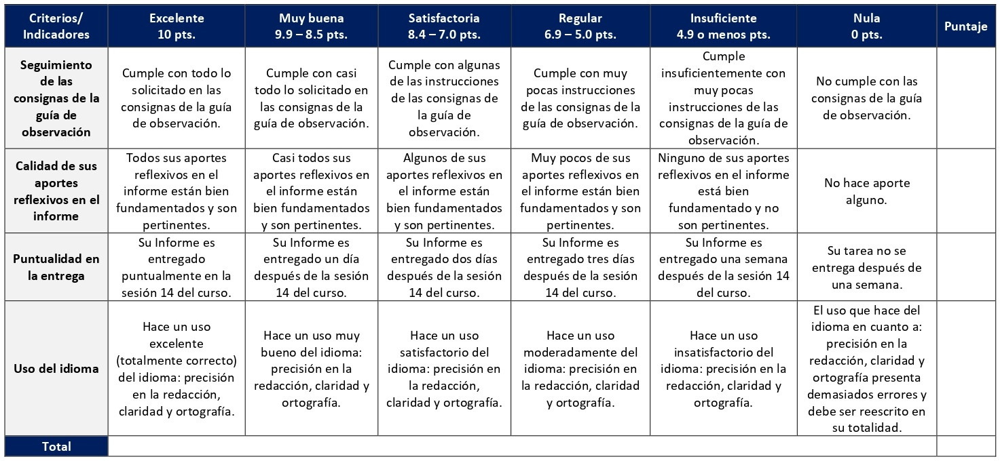 Criterios/
Indicadores
Excelente
10 pts.
Muy buena
9.9 – 8.5 pts.
Satisfactoria
8.4 – 7.0 pts.
Regular
6.9 – 5.0 pts.
Insuficiente
4.9 o menos pts.
Nula
0 pts.
Puntaje
Seguimiento
de las
consignas de la
guía de
observación
Cumple con todo lo
solicitado en las
consignas de la guía
de observación.
Cumple con casi
todo lo solicitado en
las consignas de la
guía de observación.
Cumple con algunas
de las instrucciones
de las consignas de
la guía de
observación.
Cumple con muy
pocas instrucciones
de las consignas de la
guía de observación.
Cumple
insuficientemente con
muy pocas
instrucciones de las
consignas de la guía de
observación.
No cumple con las
consignas de la guía
de observación.
Calidad de sus
aportes
reflexivos en el
informe
Todos sus aportes
reflexivos en el
informe están bien
fundamentados y son
pertinentes.
Casi todos sus
aportes reflexivos en
el informe están
bien fundamentados
y son pertinentes.
Algunos de sus
aportes reflexivos en
el informe están
bien fundamentados
y son pertinentes.
Muy pocos de sus
aportes reflexivos en
el informe están bien
fundamentados y son
pertinentes.
Ninguno de sus aportes
reflexivos en el informe
está bien
fundamentado y no
son pertinentes.
No hace aporte
alguno.
Puntualidad en
la entrega
Su Informe es
entregado
puntualmente en la
sesión 14 del curso.
Su Informe es
entregado un día
después de la sesión
14 del curso.
Su Informe es
entregado dos días
después de la sesión
14 del curso.
Su Informe es
entregado tres días
después de la sesión
14 del curso.
Su Informe es
entregado una semana
después de la sesión 14
del curso.
Su tarea no se
entrega después de
una semana.
Uso del idioma
Hace un uso
excelente
(totalmente correcto)
del idioma: precisión
en la redacción,
claridad y ortografía.
Hace un uso muy
bueno del idioma:
precisión en la
redacción, claridad y
ortografía.
Hace un uso
satisfactorio del
idioma: precisión en
la redacción,
claridad y ortografía.
Hace un uso
moderadamente del
idioma: precisión en
la redacción, claridad
y ortografía.
Hace un uso
insatisfactorio del
idioma: precisión en la
redacción, claridad y
ortografía.
El uso que hace del
idioma en cuanto a:
precisión en la
redacción, claridad y
ortografía presenta
demasiados errores y
debe ser reescrito en
su totalidad.
Total